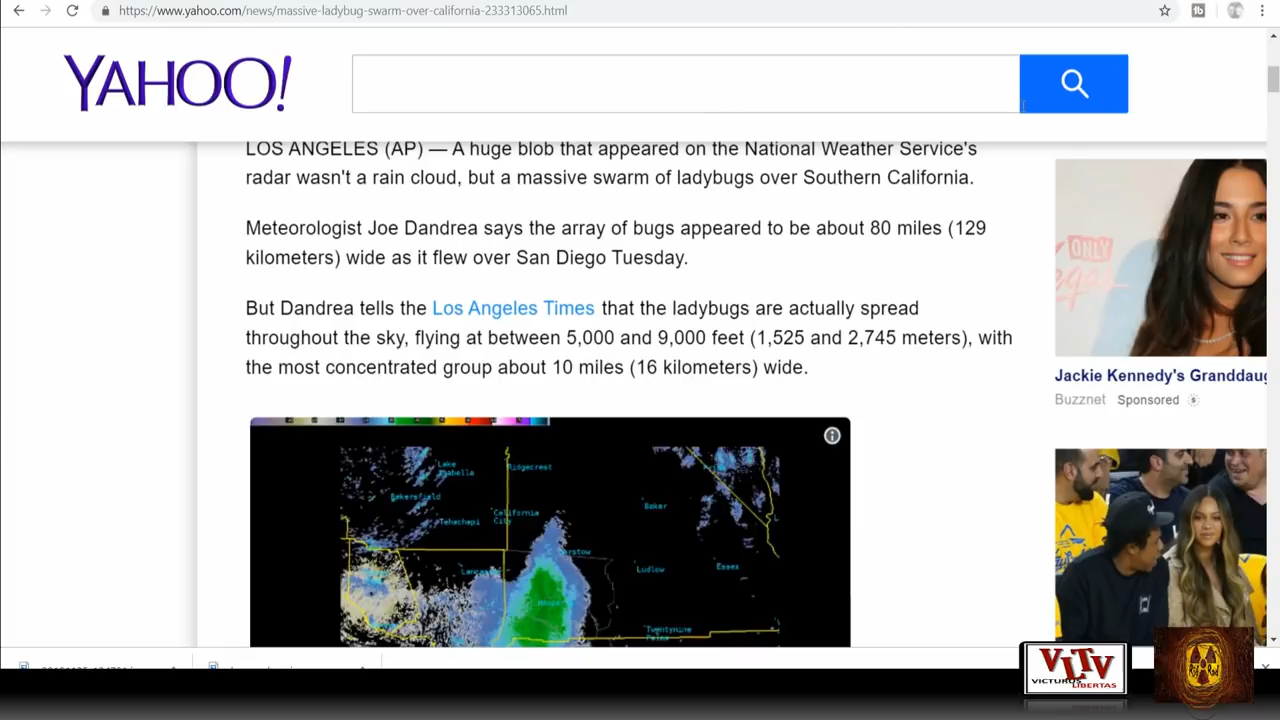 https://www.yahoo.com/news/massive-ladybug-swarm-over-california-233313065.html
YAHOO!
LOS ANGELES (AP) — A huge blob that appeared on the National Weather Service's
radar wasn't a rain cloud, but a massive swarm of ladybugs over Southern California.
Meteorologist Joe Dandrea says the array of bugs appeared to be about 80 miles (129
kilometers) wide as it flew over San Diego Tuesday.
But Dandrea tells the Los Angeles Times that the ladybugs are actually spread
throughout the sky, flying at between 5,000 and 9,000 feet (1,525 and 2,745 meters), with
the most concentrated group about 10 miles (16 kilometers) wide.
ONLY
Vegas
Jackie Kennedy's Granddaug
Buzznet Sponsored
Lake
Isabella
Ridgecrest
Bakersfield
Baker
California
City
Tehachapi
Barstow
Ludlow
Essex
Twentynine
Palms
VLTV
VICTURUS
LIBERTAS